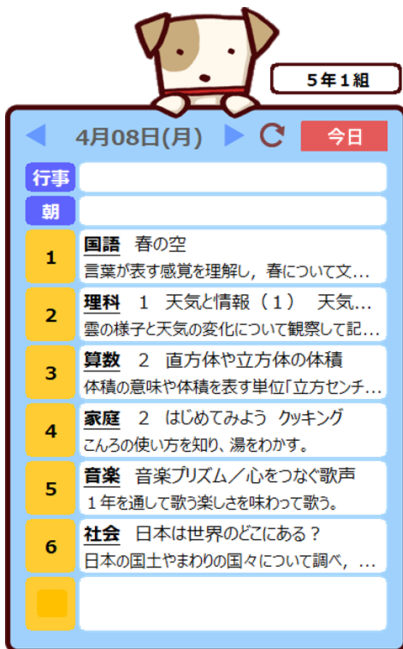 5年1組
4月08日(月)
今日
行事
朝
1
国語 春の空
言葉が表す感覚を理解し，春について文...
2
理科 1 天気と情報（1） 天気...
雲の様子と天気の変化について観察して記...
3
算数 2 直方体や立方体の体積
体積の意味や体積を表す単位「立方センチ...
4
家庭 2 はじめてみよう クッキング
こんろの使い方を知り、湯をわかす。
5
音楽 音楽プリズム／心をつなぐ歌声
１年を通して歌う楽しさを味わって歌う。
6
社会 日本は世界のどこにある？
日本の国土やまわりの国々について調べ，...